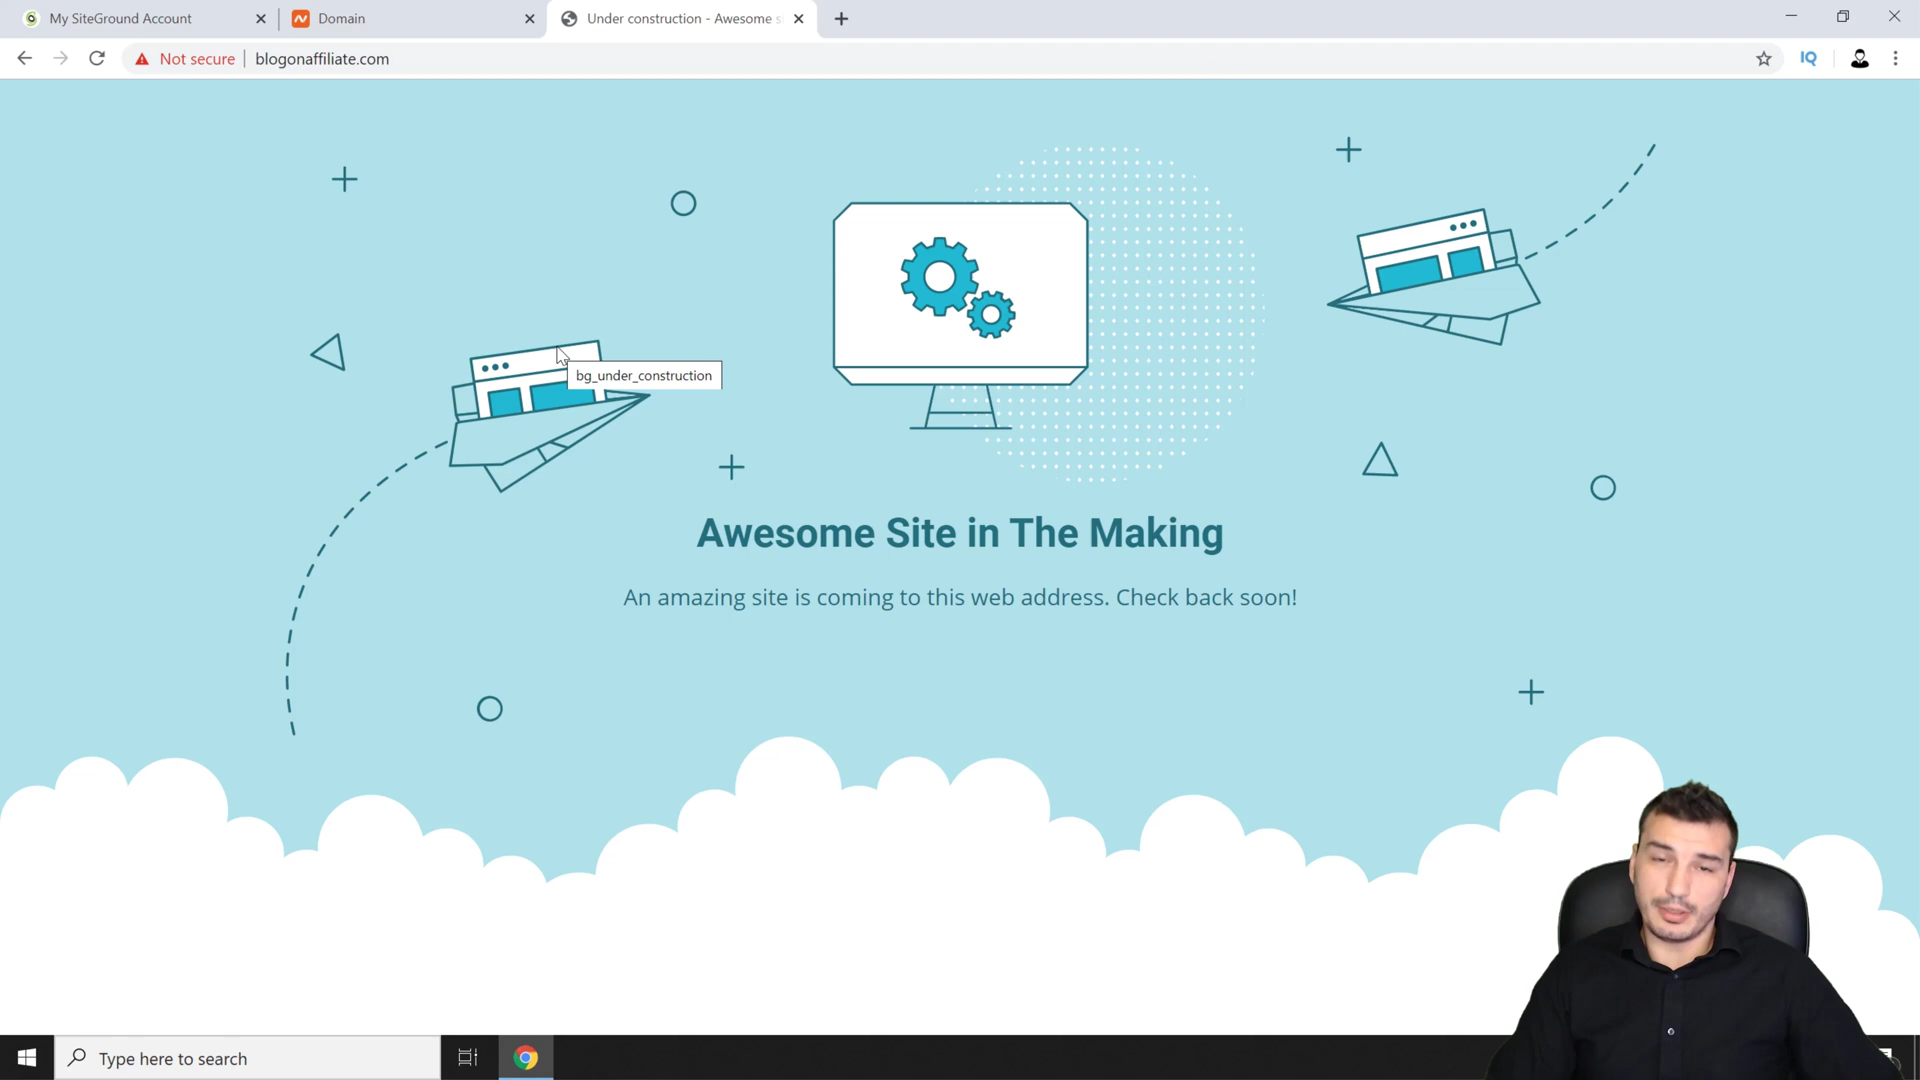 My SiteGround Account
Domain
Under construction - Awesome s
Not secure
blogonaffiliate.com
IQ
bg_under_construction
Awesome Site in The Making
An amazing site is coming to this web address. Check back soon!
Type here to search